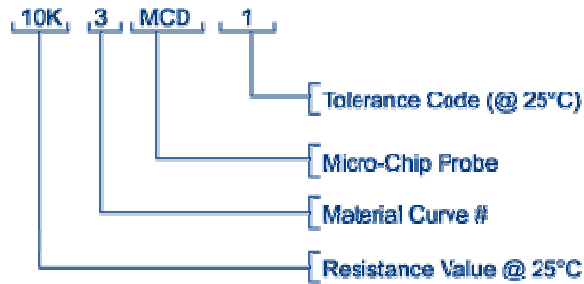 10K 3 MCD 1
Tolerance Code (@ 25°C)
Micro-Chip Probe
Material Curve #
Resistance Value @ 25°C